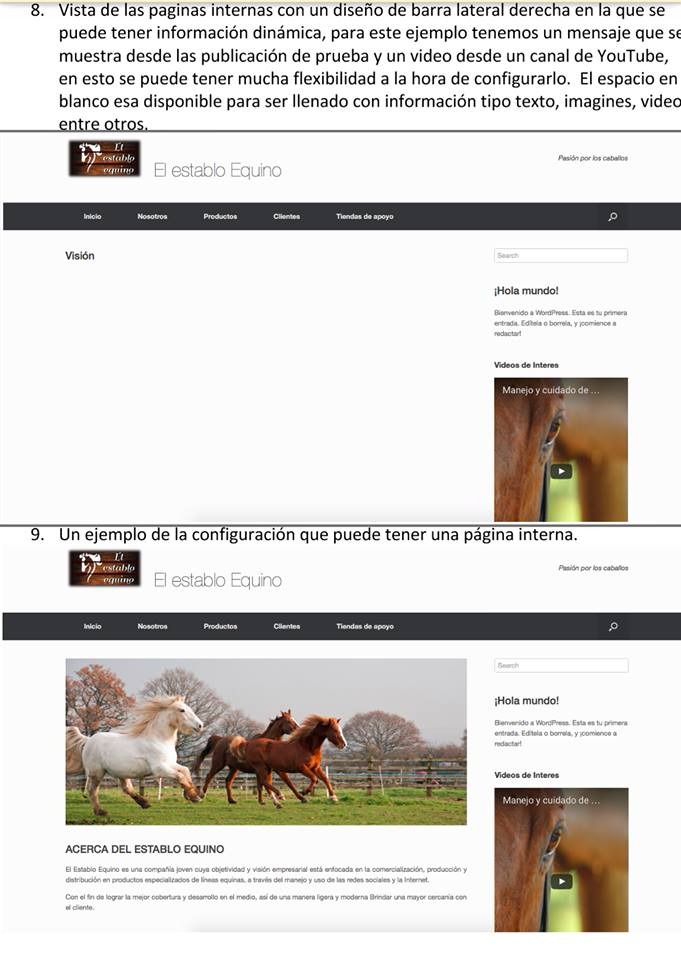 8. Vista de las paginas internas con un diseño de barra lateral derecha en la que se
puede tener información dinámica, para este ejemplo tenemos un mensaje que se
muestra desde las publicación de prueba y un video desde un canal de YouTube,
en esto se puede tener mucha flexibilidad a la hora de configurarlo. El espacio en
blanco esa disponible para ser llenado con información tipo texto, imagines, video
entre otros.
El
establo
equino
El establo Equino
Pasión por los caballos
Inicio Nosotros Productos Clientes Tiendas de apoyo
Visión
Search
¡Hola mundo!
Bienvenido a WordPress. Esta es tu primera
entrada. Edítela o borrela, y ¡comience a
redactar!
Videos de Interes
Manejo y cuidado de ...
9. Un ejemplo de la configuración que puede tener una página interna.
El
establo
equino
El establo Equino
Pasión por los caballos
Inicio Nosotros Productos Clientes Tiendas de apoyo
ACERCA DEL ESTABLO EQUINO
El Establo Equino es una compañía joven cuya objetividad y visión empresarial está enfocada en la comercialización, producción y
distribución en productos especializados de líneas equinas, a través del manejo y uso de las redes sociales y la Internet.
Con el fin de lograr la mejor cobertura y desarrollo en el medio, así de una manera ligera y moderna Brindar una mayor cercanía con
el cliente.
Search
¡Hola mundo!
Bienvenido a WordPress. Esta es tu primera
entrada. Edítela o borrela, y ¡comience a
redactar!
Videos de Interes
Manejo y cuidado de ...